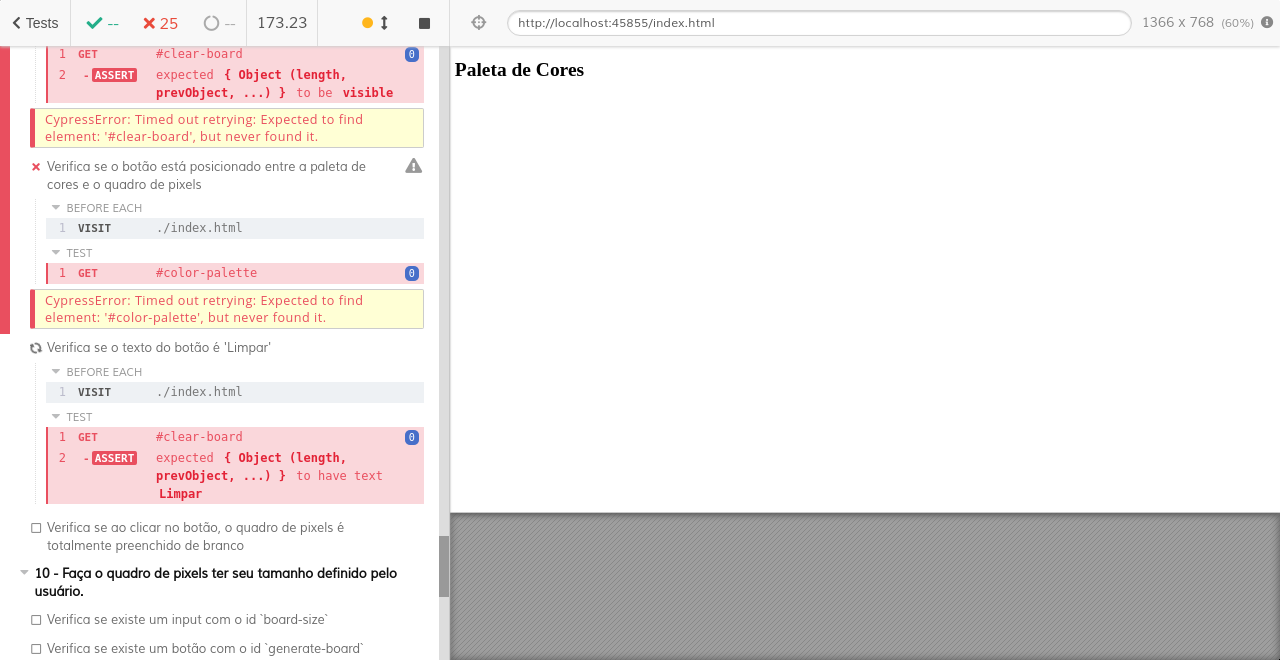 Tests
--
25
--
173.23
http://localhost:45855/index.html
1366 x 768 (60%)
1 GET #clear-board 0
2 - ASSERT expected { Object (length,
prevObject, ...) } to be visible
CypressError: Timed out retrying: Expected to find
element: '#clear-board', but never found it.
Verifica se o botão está posicionado entre a paleta de
cores e o quadro de pixels
BEFORE EACH
1 VISIT ./index.html
TEST
1 GET #color-palette 0
CypressError: Timed out retrying: Expected to find
element: '#color-palette', but never found it.
Verifica se o texto do botão é 'Limpar'
BEFORE EACH
1 VISIT ./index.html
TEST
1 GET #clear-board 0
2 - ASSERT expected { Object (length,
prevObject, ...) } to have text
Limpar
Verifica se ao clicar no botão, o quadro de pixels é
totalmente preenchido de branco
10 - Faça o quadro de pixels ter seu tamanho definido pelo
usuário.
Verifica se existe um input com o id `board-size`
Verifica se existe um botão com o id `generate-board`
Paleta de Cores